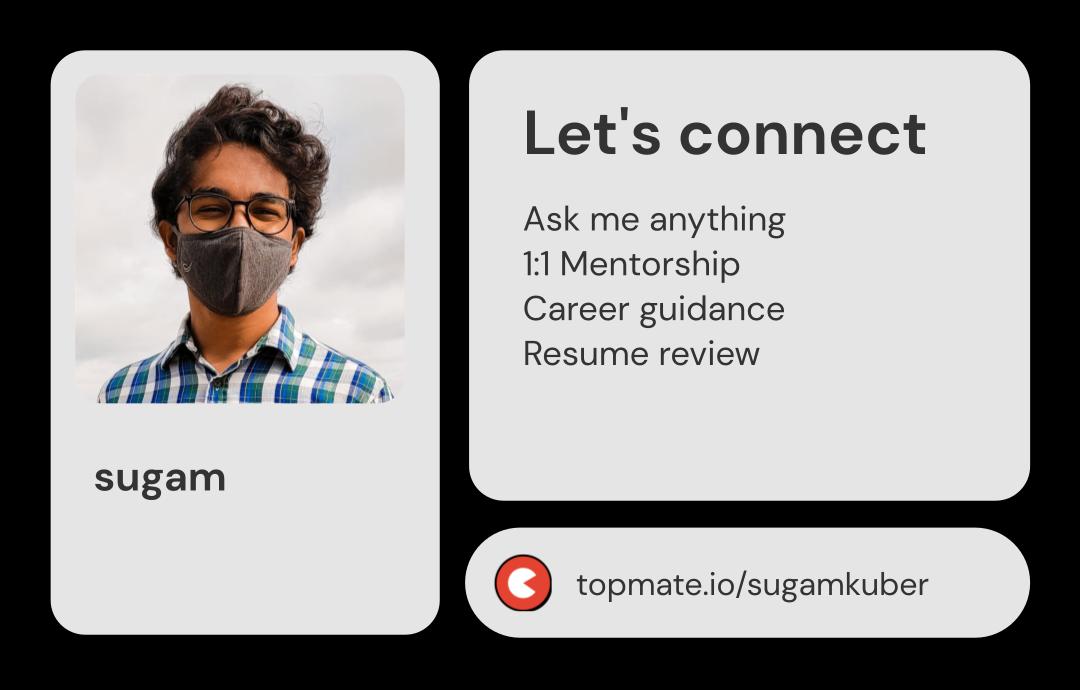 sugam
Let's connect
Ask me anything
1:1 Mentorship
Career guidance
Resume review
topmate.io/sugamkuber